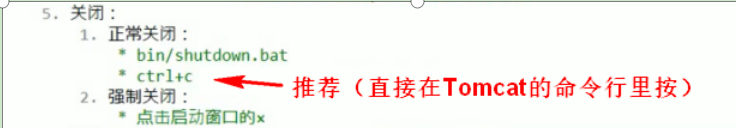 5. 关闭：
1. 正常关闭：
* bin/shutdown.bat
* ctrl+c
推荐（直接在Tomcat的命令行里按）
2. 强制关闭：
* 点击启动窗口的×